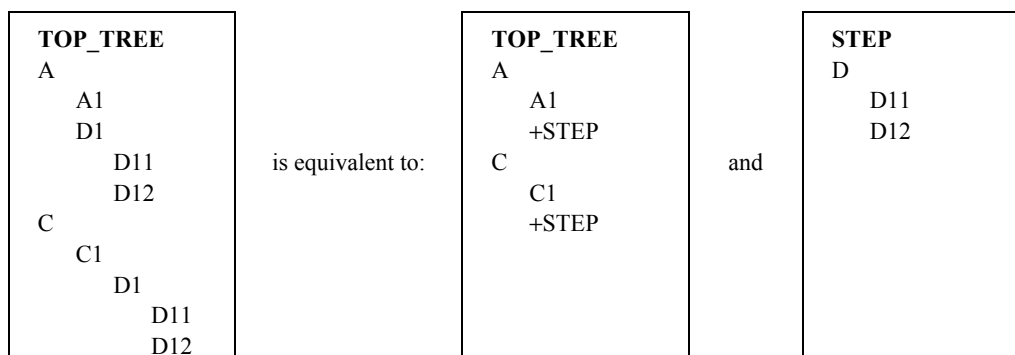 TOP_TREE
A
A1
D1
D11
D12
C
C1
D1
D11
D12
is equivalent to:
TOP_TREE
A
A1
+STEP
C
C1
+STEP
and
STEP
D
D11
D12